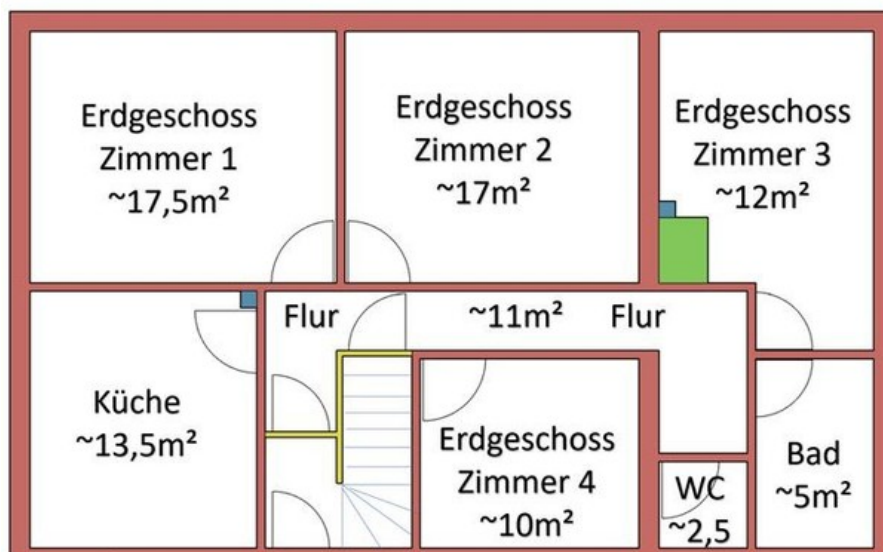 Erdgeschoss
Zimmer 1
~17,5m²
Erdgeschoss
Zimmer 2
~17m²
Erdgeschoss
Zimmer 3
~12m²
Flur
~11m²
Flur
Küche
~13,5m²
Erdgeschoss
Zimmer 4
~10m²
WC
~2,5
Bad
~5m²